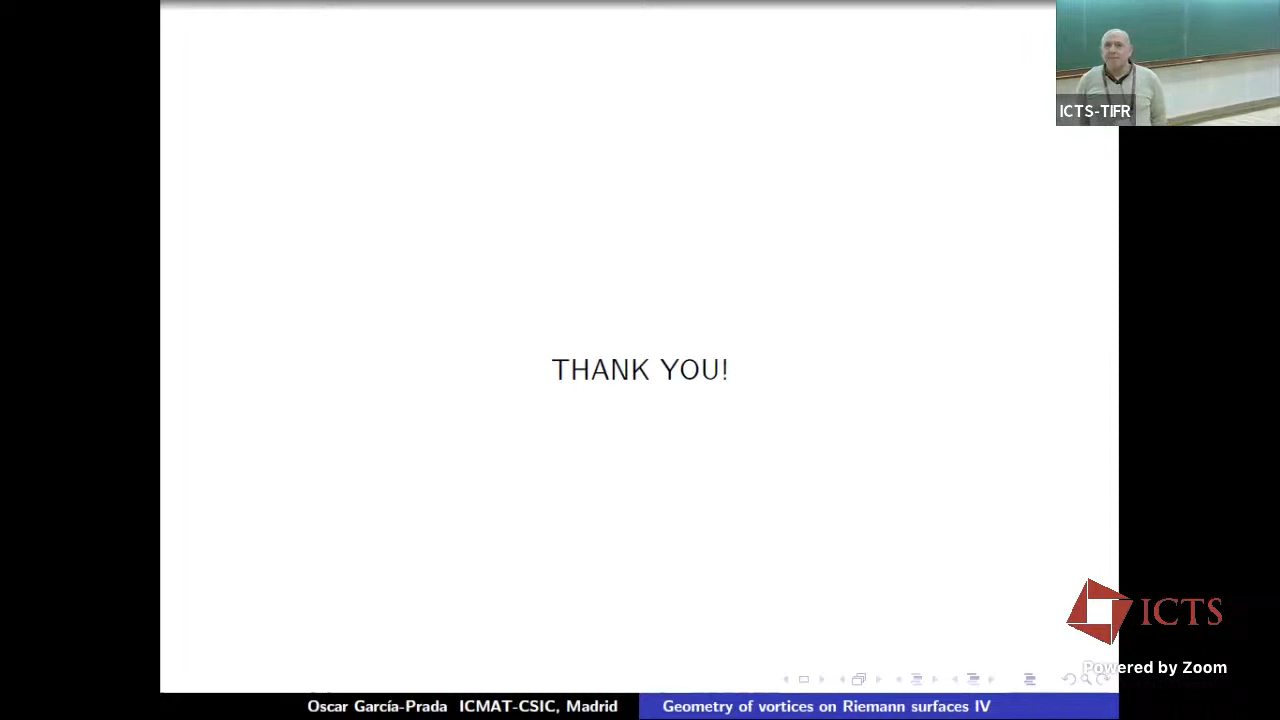 ICTS-TIFR
THANK YOU!
ICTS
Powered by Zoom
Oscar García-Prada ICMAT-CSIC, Madrid
Geometry of vortices on Riemann surfaces IV